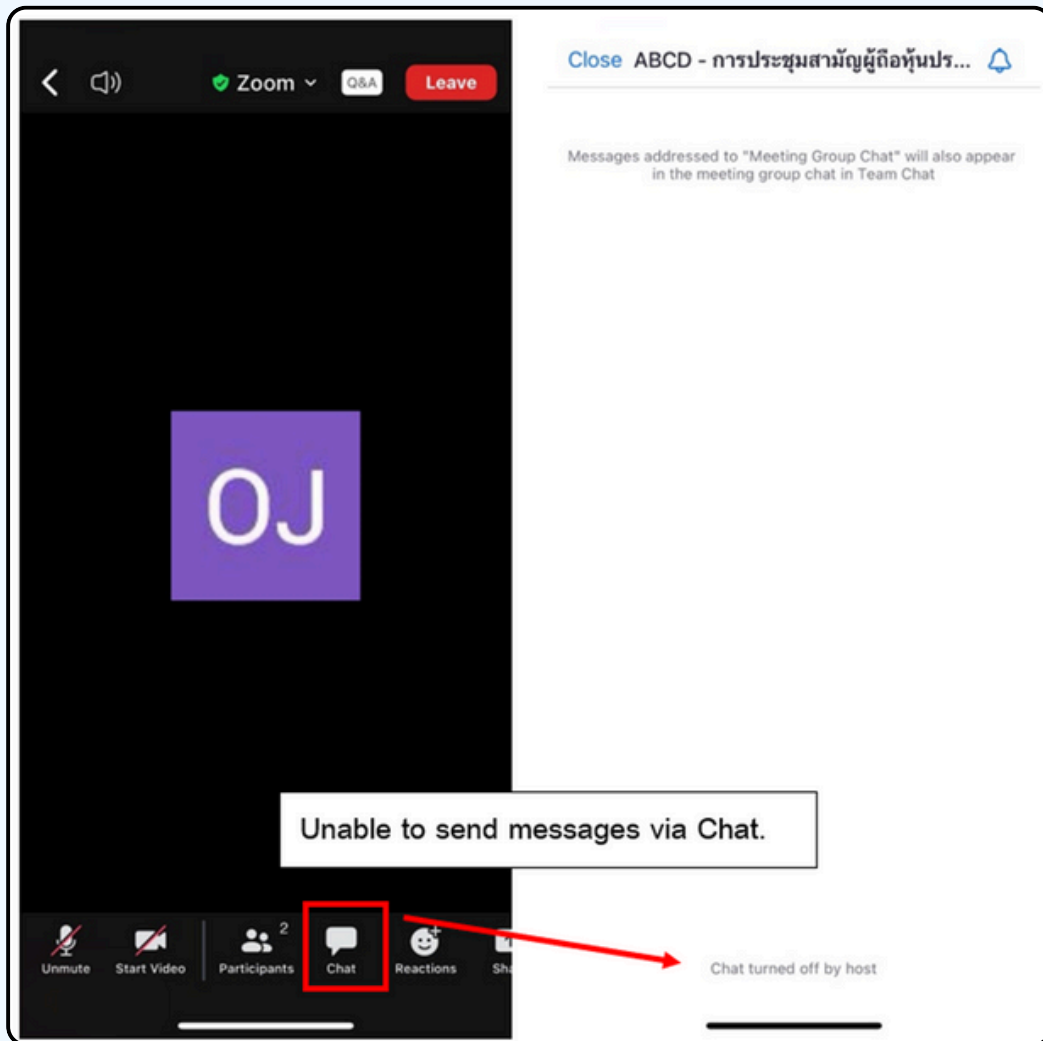 Zoom
Q&A
Leave
OJ
Unmute
Start Video
Participants
2
Chat
Reactions
Sha
Close ABCD - การประชุมสามัญผู้ถือหุ้นปร...
Messages addressed to "Meeting Group Chat" will also appear
in the meeting group chat in Team Chat
Unable to send messages via Chat.
Chat turned off by host